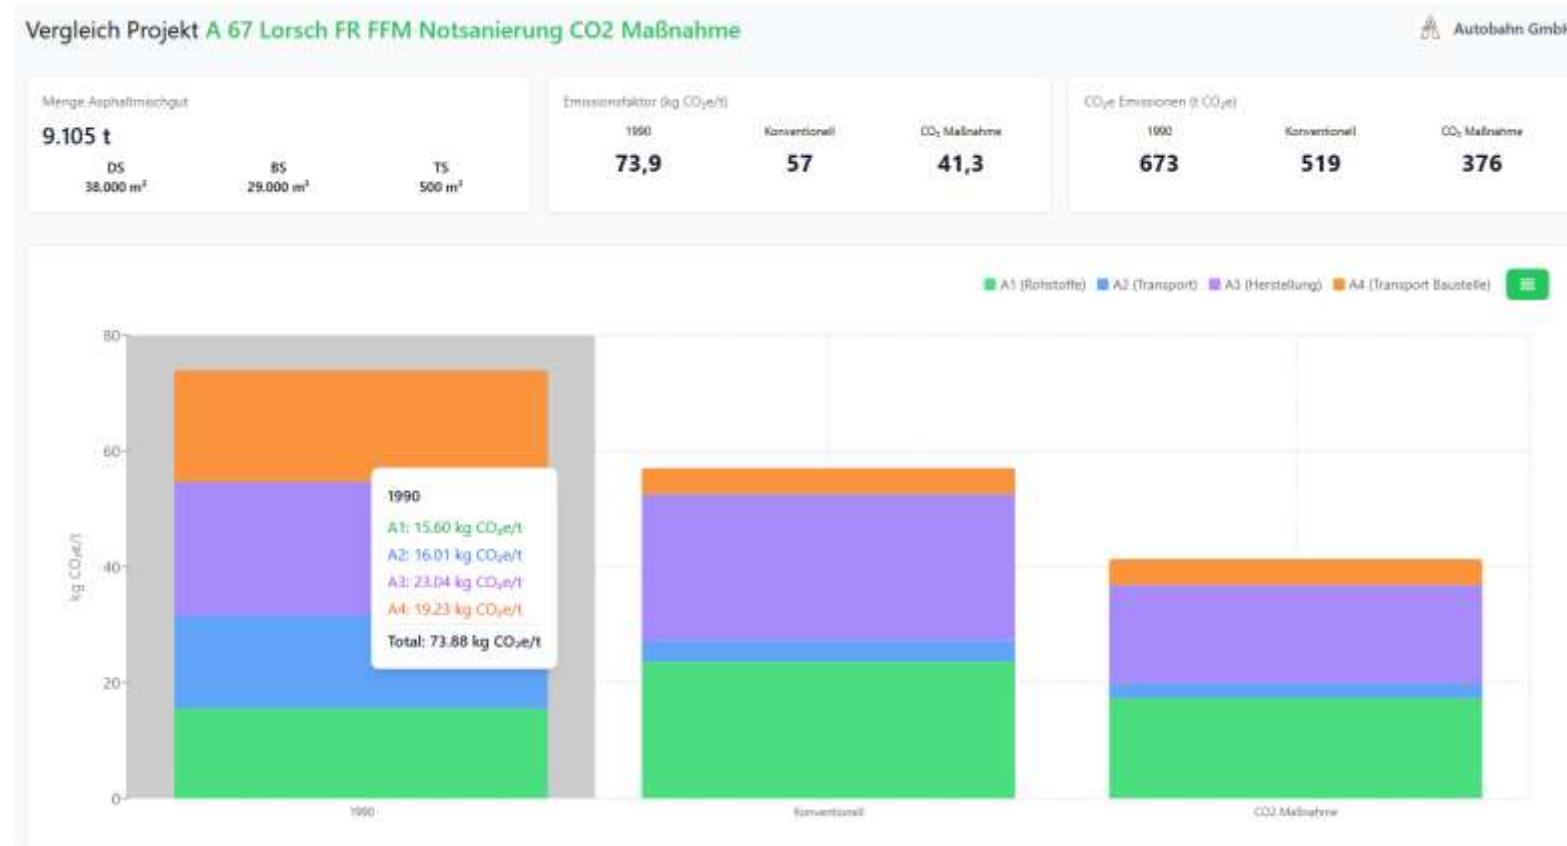 Vergleich Projekt A 67 Lorsch FR FFM Notsanierung CO2 Maßnahme
Autobahn GmbH
Menge Asphaltmischgut
9.105 t
DS
38.000 m²
BS
29.000 m²
TS
500 m²
Emissionsfaktor (kg CO₂e/t)
1990
73,9
Konventionell
57
CO₂ Maßnahme
41,3
CO₂e Emissionen (t CO₂e)
1990
673
Konventionell
519
CO₂ Maßnahme
376
A1 (Rohstoffe)
A2 (Transport)
A3 (Herstellung)
A4 (Transport Baustelle)
80
60
40
20
0
kg CO₂e/t
1990
A1: 15.60 kg CO₂e/t
A2: 16.01 kg CO₂e/t
A3: 23.04 kg CO₂e/t
A4: 19.23 kg CO₂e/t
Total: 73.88 kg CO₂e/t
1990
Konventionell
CO2 Maßnahme